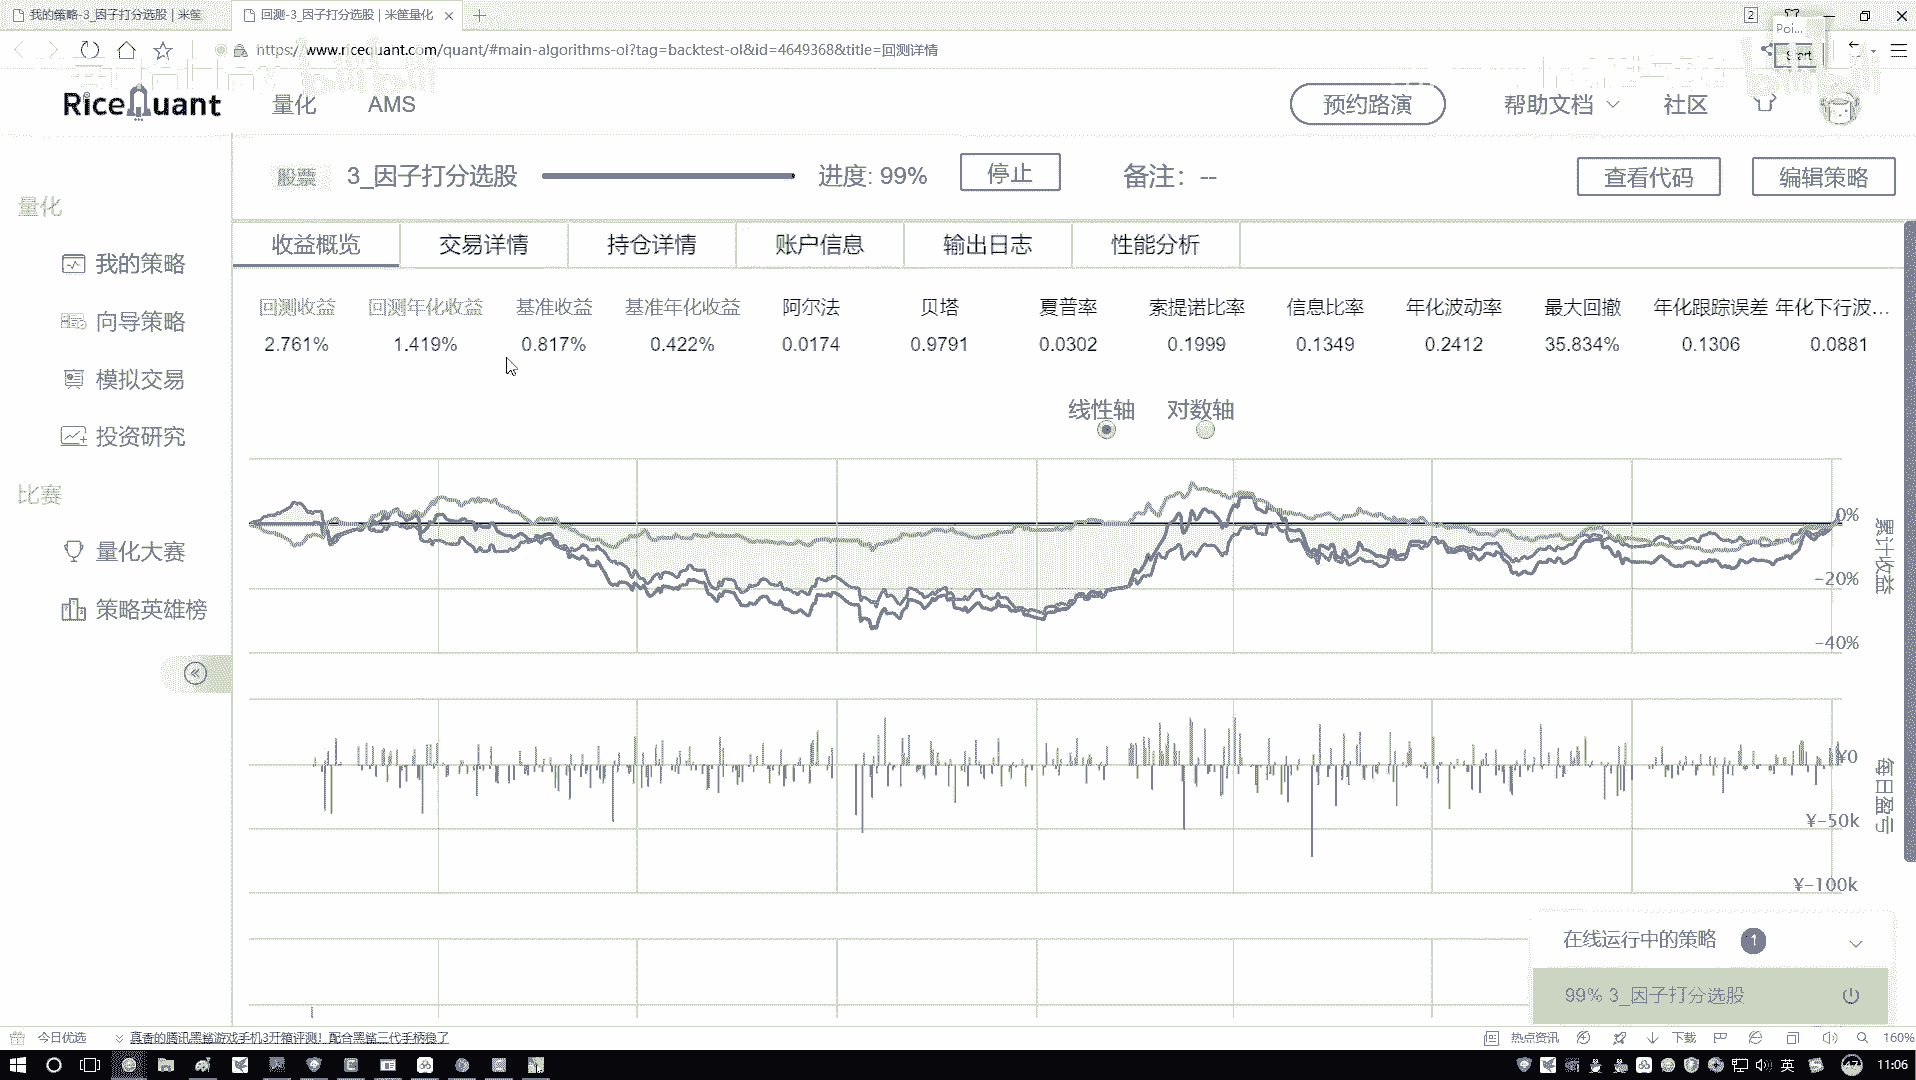 我的策略-3_因子打分选股 | 米筐
回测-3_因子打分选股 | 米筐量化
2
Poi...
https://www.ricequant.com/quant/#main-algorithms-ol?tag=backtest-ol&id=4649368&title=回测详情
Start
RiceQuant
量化
AMS
预约路演
帮助文档
社区
股票
3_因子打分选股
进度: 99%
停止
备注: --
查看代码
编辑策略
量化
我的策略
向导策略
模拟交易
投资研究
比赛
量化大赛
策略英雄榜
收益概览
交易详情
持仓详情
账户信息
输出日志
性能分析
回测收益 回测年化收益 基准收益 基准年化收益 阿尔法 贝塔 夏普率 索提诺比率 信息比率 年化波动率 最大回撤 年化跟踪误差 年化下行波...
2.761% 1.419% 0.817% 0.422% 0.0174 0.9791 0.0302 0.1999 0.1349 0.2412 35.834% 0.1306 0.0881
线性轴 对数轴
0%
-20%
-40%
累计收益
¥0
¥-50k
¥-100k
每日盈亏
在线运行中的策略 1
99% 3_因子打分选股
今日优选
真香的腾讯黑鲨游戏手机3开箱评测！配合黑鲨三代手柄稳了
热点资讯
下载
160%
英
47
11:06